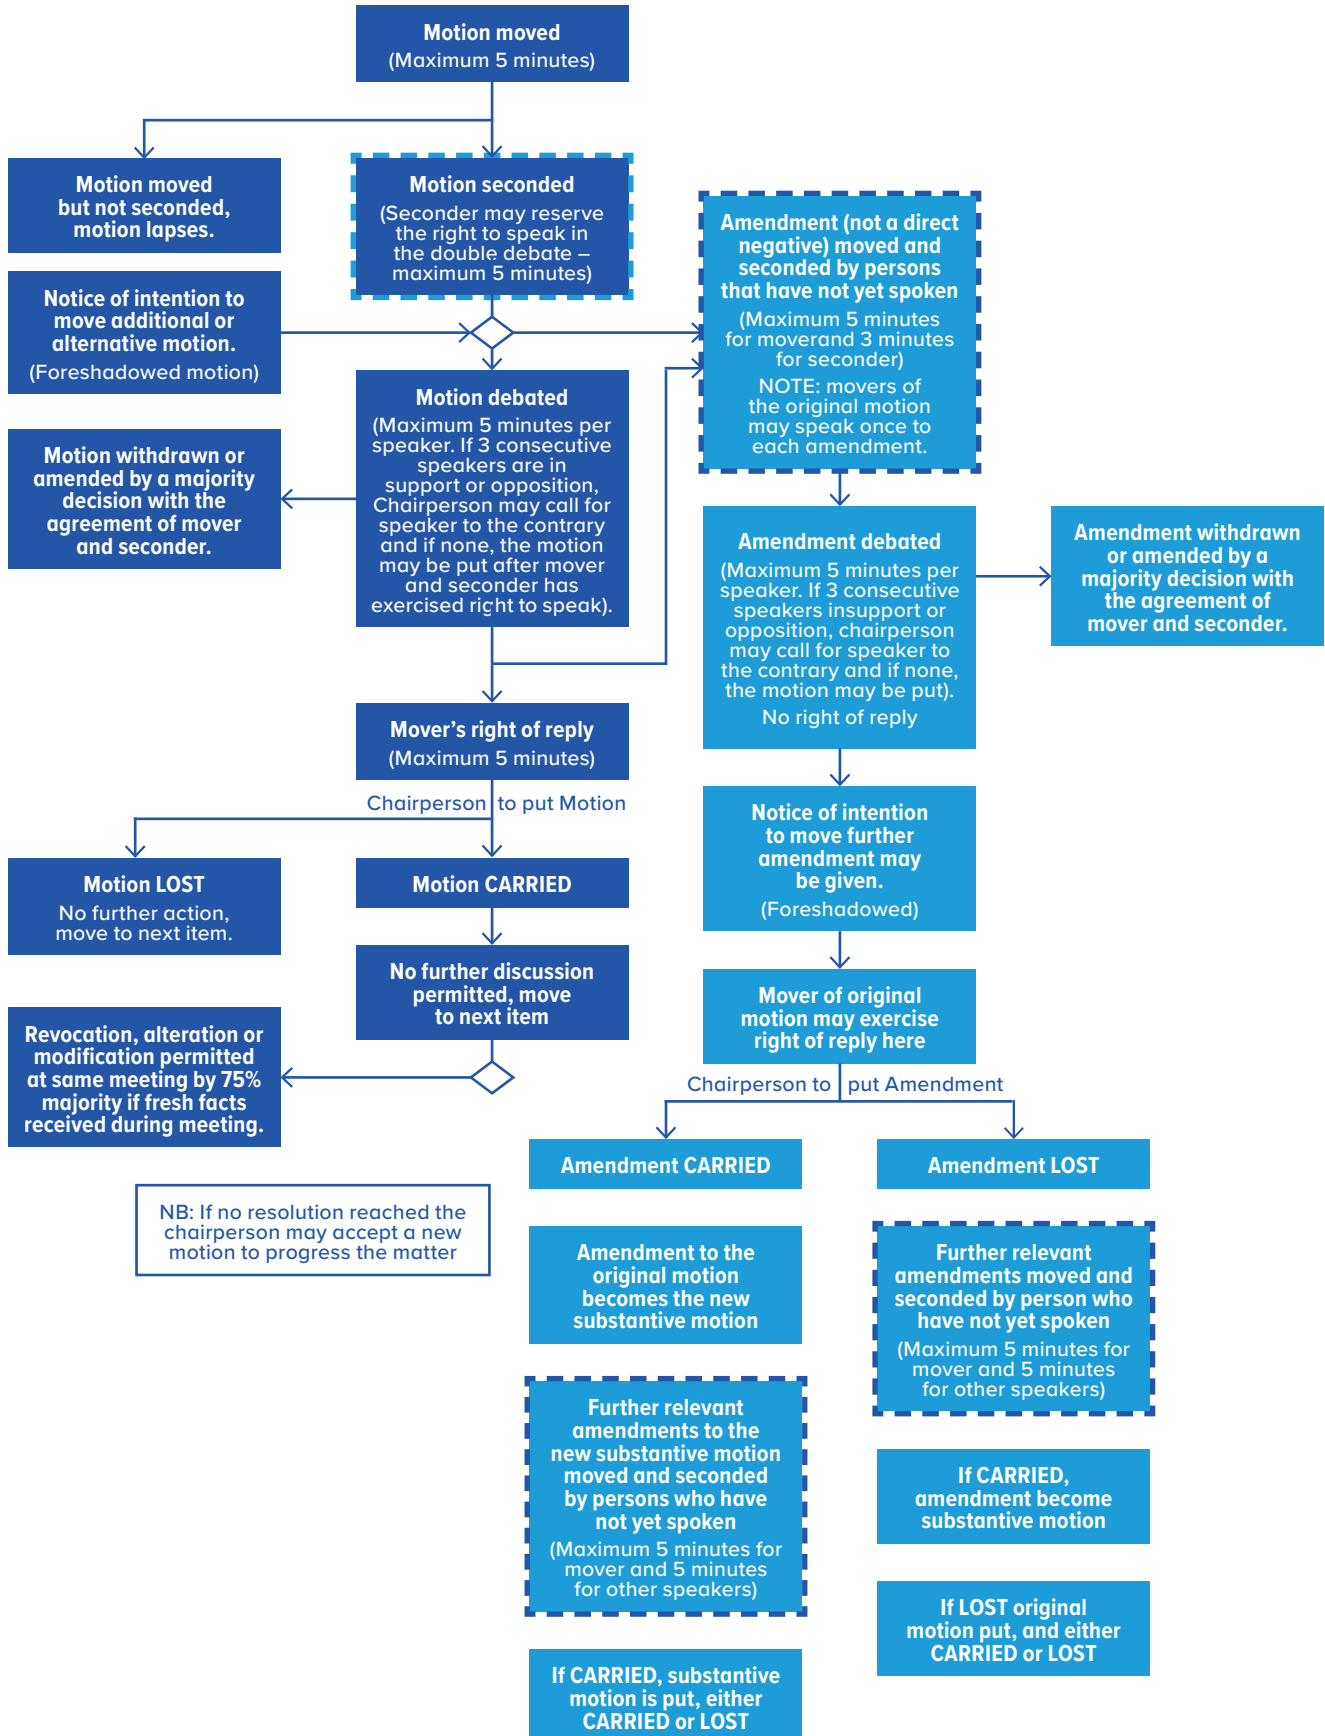 Motion moved
(Maximum 5 minutes)
Motion moved
but not seconded,
motion lapses.
Motion seconded
(Seconder may reserve
the right to speak in
the double debate –
maximum 5 minutes)
Notice of intention to
move additional or
alternative motion.
(Foreshadowed motion)
Amendment (not a direct
negative) moved and
seconded by persons
that have not yet spoken
(Maximum 5 minutes
for moverand 3 minutes
for seconder)
NOTE: movers of
the original motion
may speak once to
each amendment.
Motion debated
(Maximum 5 minutes per
speaker. If 3 consecutive
speakers are in
support or opposition,
Chairperson may call for
speaker to the contrary
and if none, the motion
may be put after mover
and seconder has
exercised right to speak).
Motion withdrawn or
amended by a majority
decision with the
agreement of mover
and seconder.
Amendment debated
(Maximum 5 minutes per
speaker. If 3 consecutive
speakers insupport or
opposition, chairperson
may call for speaker to
the contrary and if none,
the motion may be put).
No right of reply
Amendment withdrawn
or amended by a
majority decision with
the agreement of
mover and seconder.
Mover’s right of reply
(Maximum 5 minutes)
Chairperson to put Motion
Notice of intention
to move further
amendment may
be given.
(Foreshadowed)
Motion LOST
No further action,
move to next item.
Motion CARRIED
No further discussion
permitted, move
to next item
Mover of original
motion may exercise
right of reply here
Revocation, alteration or
modification permitted
at same meeting by 75%
majority if fresh facts
received during meeting.
Chairperson to put Amendment
Amendment CARRIED
Amendment LOST
NB: If no resolution reached the
chairperson may accept a new
motion to progress the matter
Amendment to the
original motion
becomes the new
substantive motion
Further relevant
amendments moved and
seconded by person who
have not yet spoken
(Maximum 5 minutes for
mover and 5 minutes
for other speakers)
Further relevant
amendments to the
new substantive motion
moved and seconded
by persons who have
not yet spoken
(Maximum 5 minutes for
mover and 5 minutes
for other speakers)
If CARRIED,
amendment become
substantive motion
If LOST original
motion put, and either
CARRIED or LOST
If CARRIED, substantive
motion is put, either
CARRIED or LOST